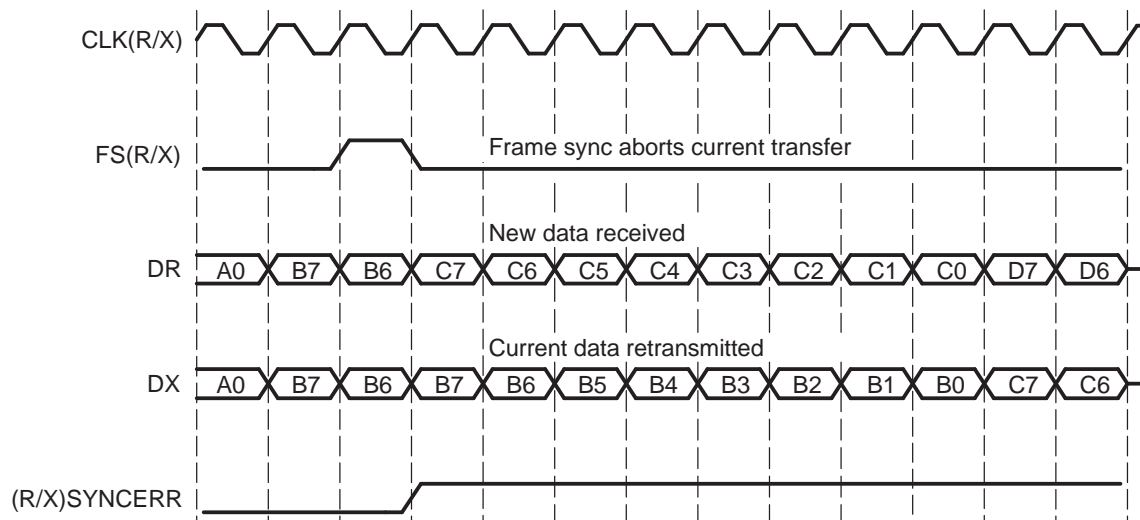 CLK(R/X)
FS(R/X)
Frame sync aborts current transfer
New data received
DR
A0 B7 B6 C7 C6 C5 C4 C3 C2 C1 C0 D7 D6
Current data retransmitted
DX
A0 B7 B6 B7 B6 B5 B4 B3 B2 B1 B0 C7 C6
(R/X)SYNCERR